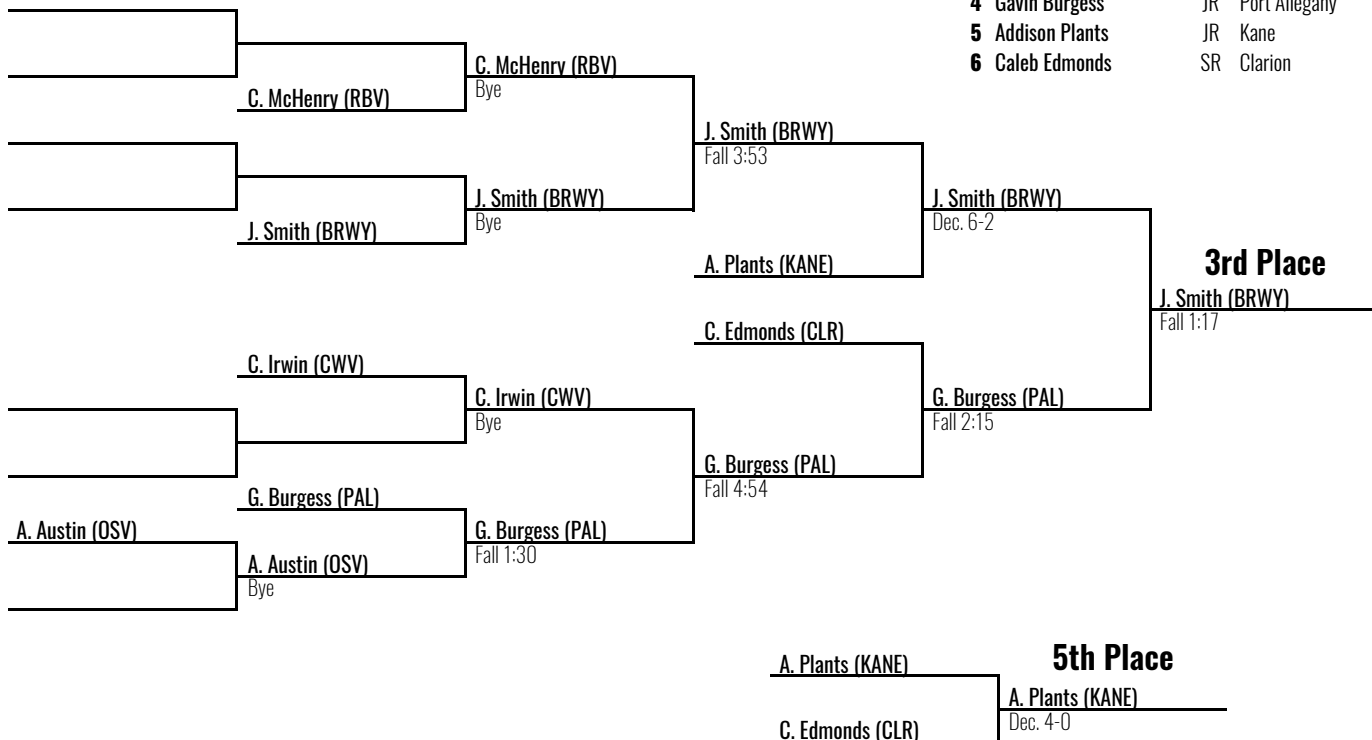 4 Gavin Burgess JR Port Allegany
5 Addison Plants JR Kane
6 Caleb Edmonds SR Clarion
C. McHenry (RBV)
Bye
C. McHenry (RBV)
J. Smith (BRWY)
Fall 3:53
J. Smith (BRWY)
Bye
J. Smith (BRWY)
Dec. 6-2
J. Smith (BRWY)
A. Plants (KANE)
3rd Place
J. Smith (BRWY)
Fall 1:17
C. Edmonds (CLR)
C. Irwin (CWV)
C. Irwin (CWV)
Bye
G. Burgess (PAL)
Fall 2:15
G. Burgess (PAL)
Fall 4:54
G. Burgess (PAL)
A. Austin (OSV)
G. Burgess (PAL)
Fall 1:30
A. Austin (OSV)
Bye
5th Place
A. Plants (KANE)
A. Plants (KANE)
Dec. 4-0
C. Edmonds (CLR)